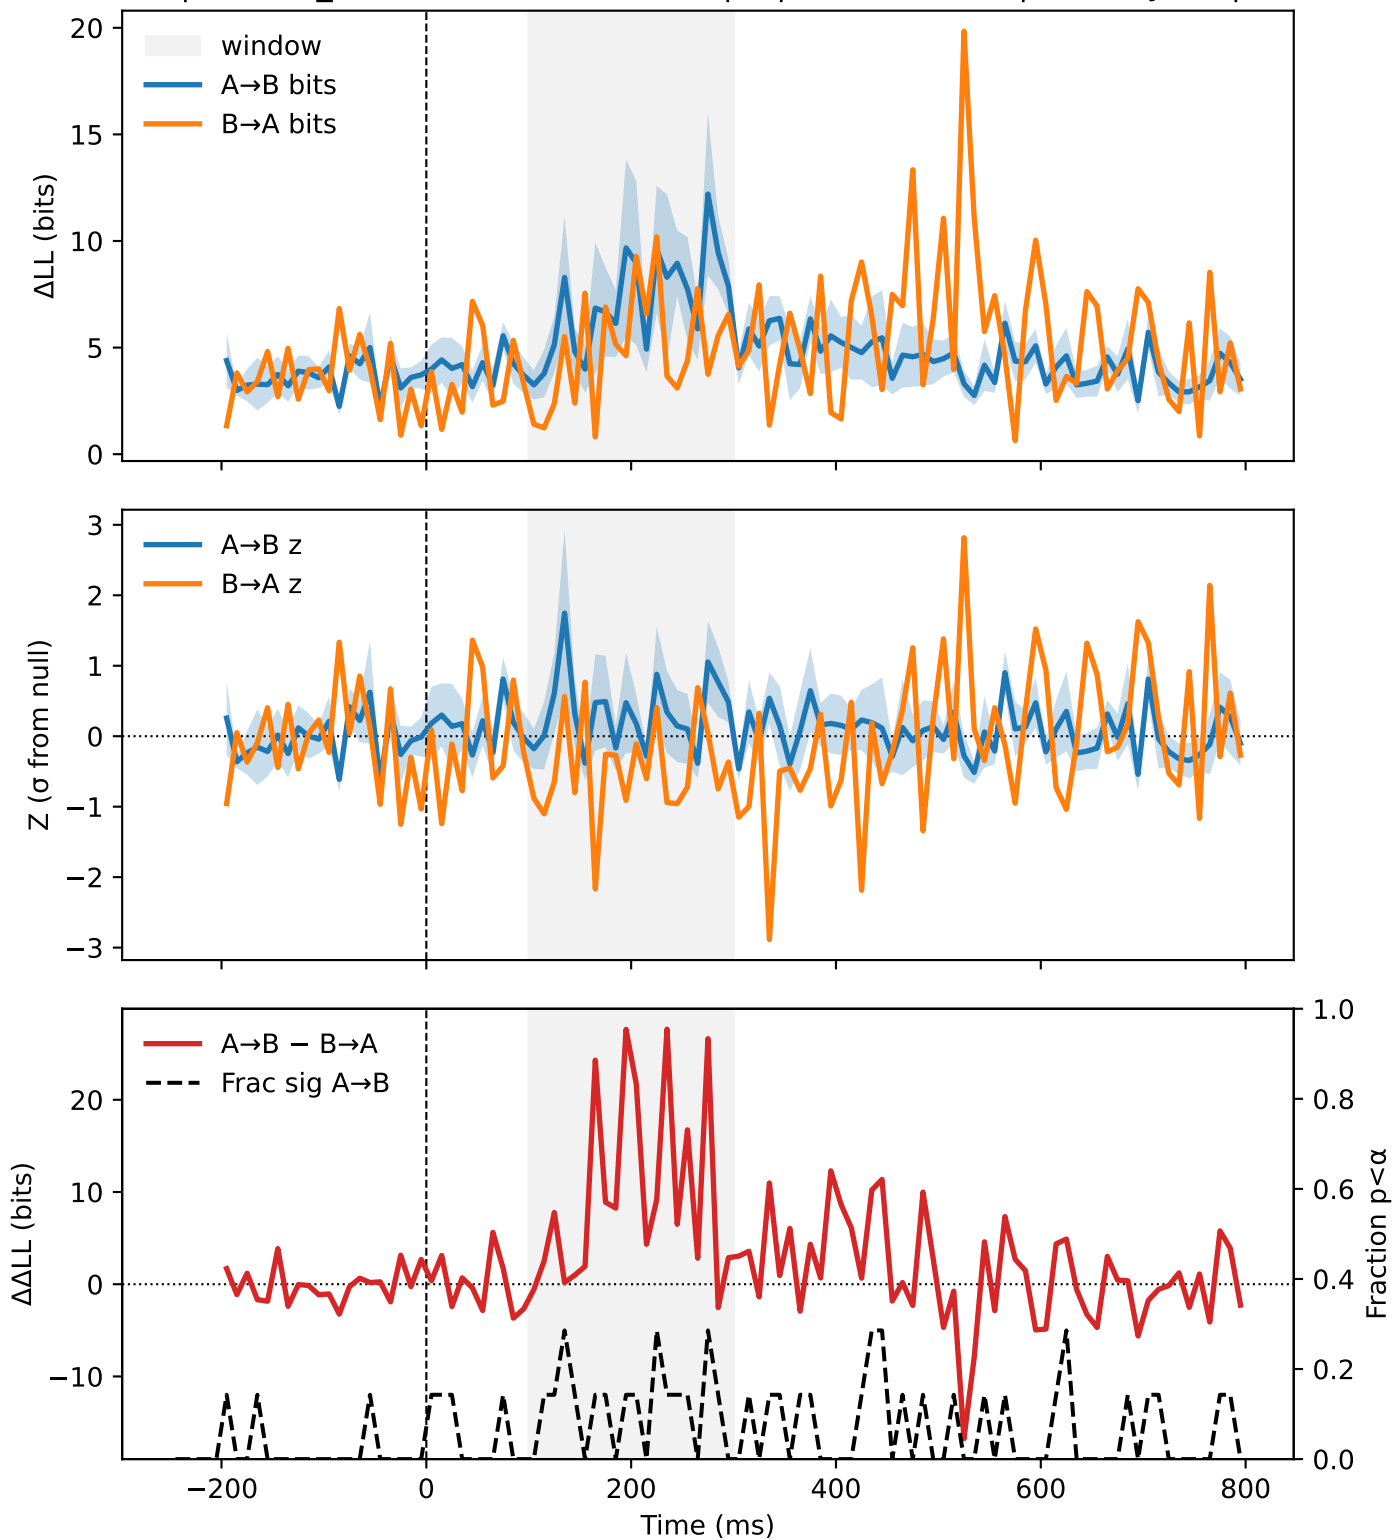 20
15
10
5
0
ΔLL (bits)
window
A→B bits
B→A bits
3
2
1
0
−1
−2
−3
Z (σ from null)
A→B z
B→A z
20
10
0
−10
ΔΔLL (bits)
A→B − B→A
Frac sig A→B
1.0
0.8
0.6
0.4
0.2
0.0
Fraction p<α
−200 0 200 400 600 800
Time (ms)